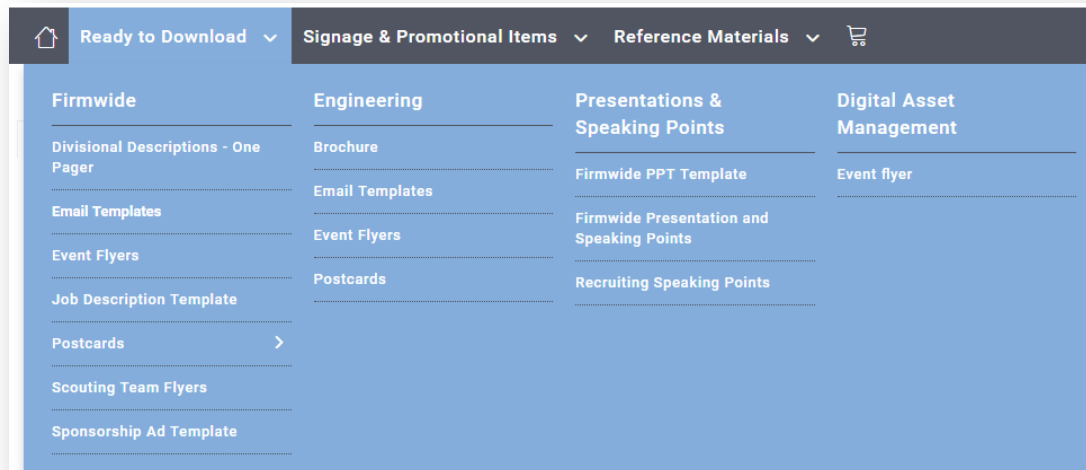 Ready to Download
Signage & Promotional Items
Reference Materials
Firmwide
Divisional Descriptions - One
Pager
Email Templates
Event Flyers
Job Description Template
Postcards
Scouting Team Flyers
Sponsorship Ad Template
Engineering
Brochure
Email Templates
Event Flyers
Postcards
Presentations &
Speaking Points
Firmwide PPT Template
Firmwide Presentation and
Speaking Points
Recruiting Speaking Points
Digital Asset
Management
Event flyer